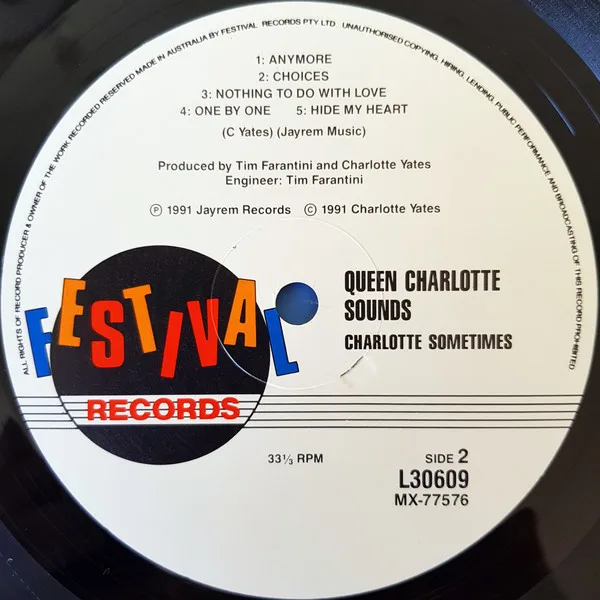 ALL RIGHTS OF RECORD PRODUCER & OWNER OF THE WORK RECORDED RESERVED MADE IN AUSTRALIA BY FESTIVAL RECORDS PTY LTD. UNAUTHORISED COPYING, HIRING, LENDING, PUBLIC PERFORMANCE AND BROADCASTING OF THIS RECORD PROHIBITED
1: ANYMORE
2: CHOICES
3: NOTHING TO DO WITH LOVE
4: ONE BY ONE 5: HIDE MY HEART
(C Yates) (Jayrem Music)
Produced by Tim Farantini and Charlotte Yates
Engineer: Tim Farantini
℗ 1991 Jayrem Records © 1991 Charlotte Yates
FESTIVAL
RECORDS
QUEEN CHARLOTTE
SOUNDS
CHARLOTTE SOMETIMES
33⅓ RPM
SIDE 2
L30609
MX-77576